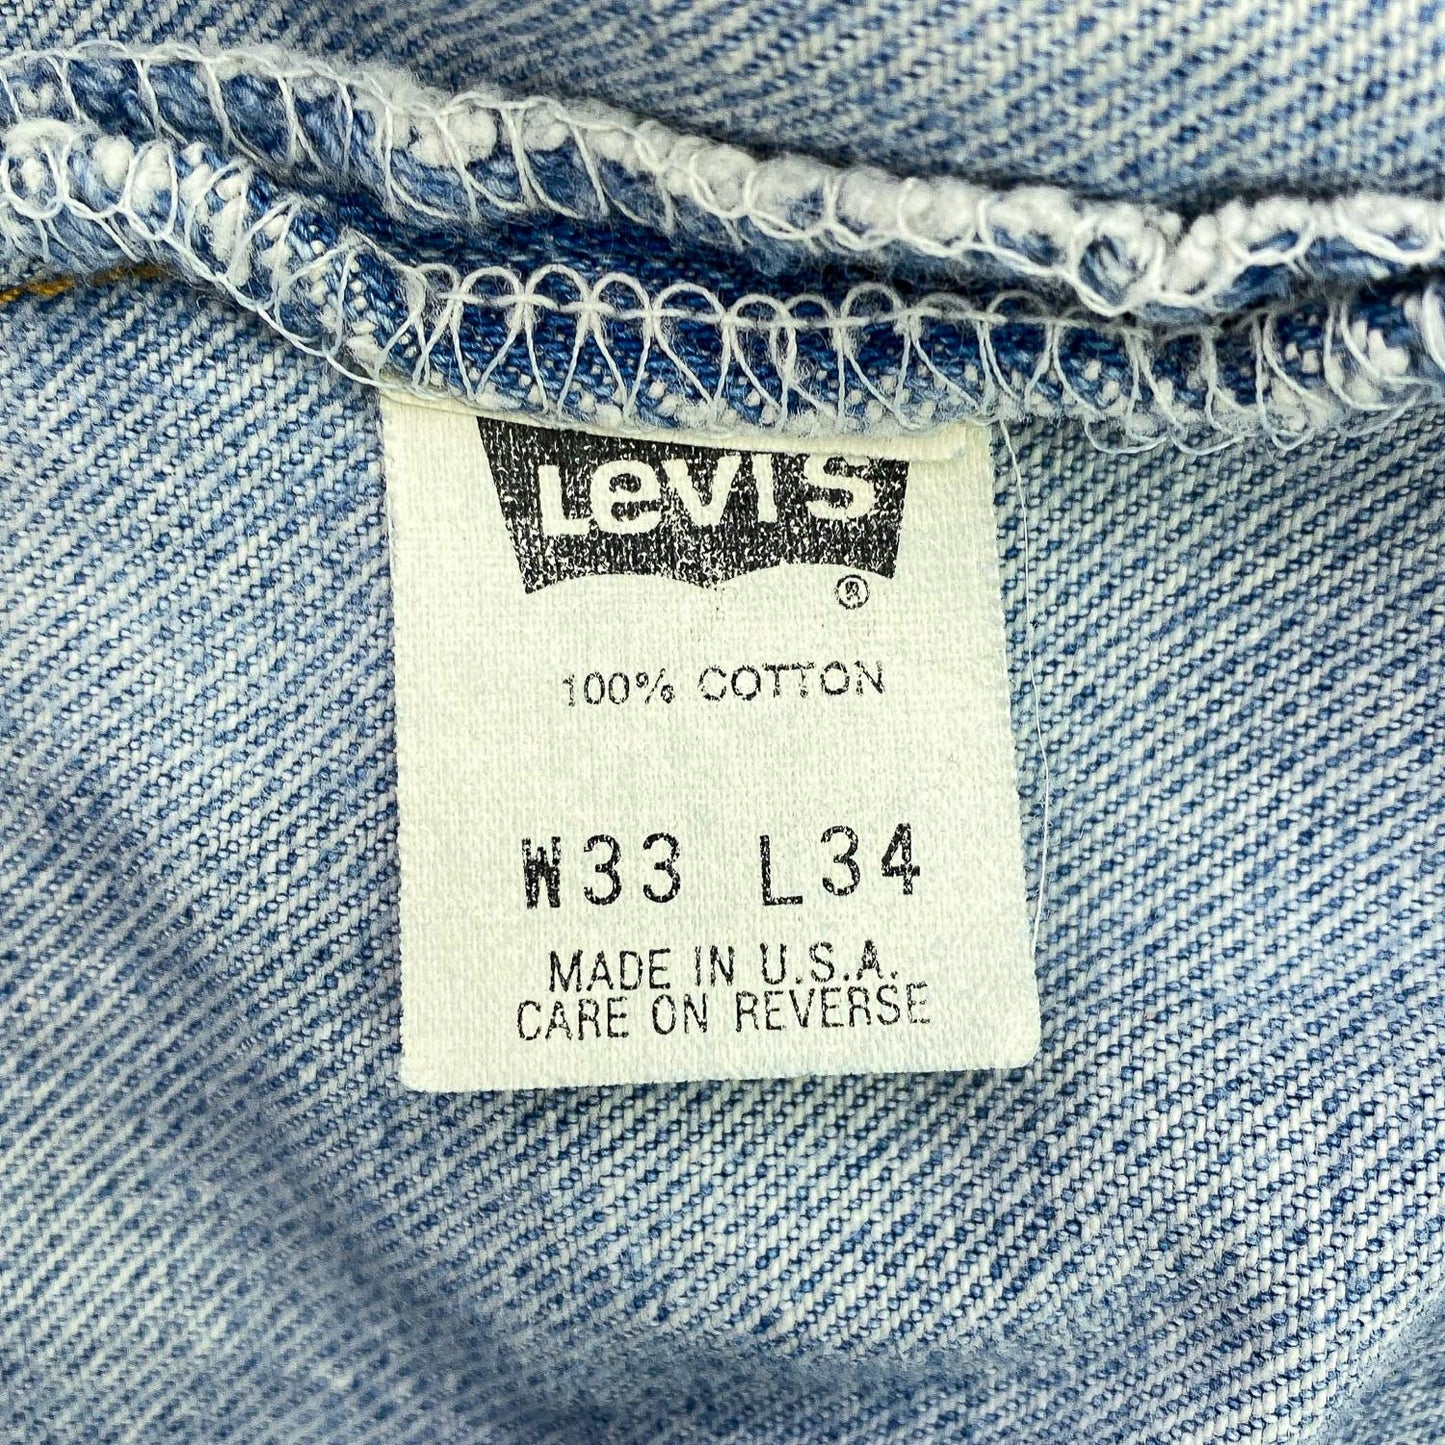 Levi's
®
100% COTTON
W33 L34
MADE IN U.S.A.
CARE ON REVERSE